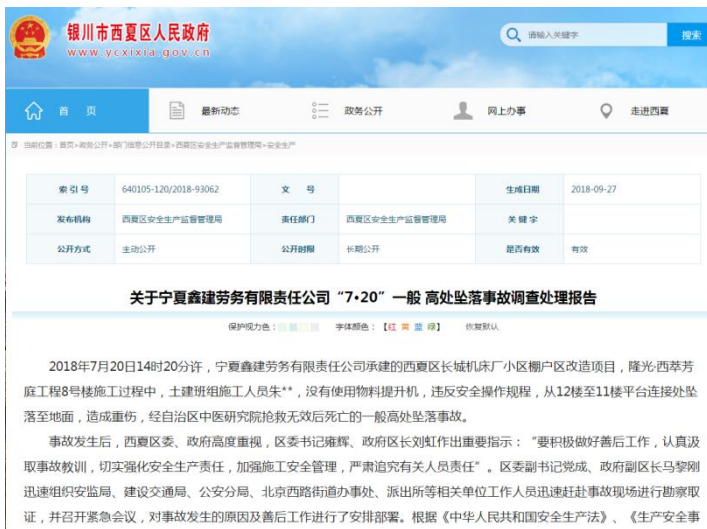 银川市西夏区人民政府
www.ycxixia.gov.cn
请输入关键字
搜索
首 页
最新动态
政务公开
网上办事
走进西夏
当前位置：首页>政务公开>部门信息公开目录>西夏区安全生产监督管理局>安全生产
索 引 号 640105-120/2018-93062 文 号 生成日期 2018-09-27
发布机构 西夏区安全生产监督管理局 责任部门 西夏区安全生产监督管理局 关 键 字
公开方式 主动公开 公开时限 长期公开 是否有效 有效
关于宁夏鑫建劳务有限责任公司“7•20”一般 高处坠落事故调查处理报告
保护视力色： 字体颜色：【红 黄 蓝 绿】 恢复默认
2018年7月20日14时20分许，宁夏鑫建劳务有限责任公司承建的西夏区长城机床厂小区棚户区改造项目，隆光·西萃芳
庭工程8号楼施工过程中，土建班组施工人员朱**，没有使用物料提升机，违反安全操作规程，从12楼至11楼平台连接处坠
落至地面，造成重伤，经自治区中医研究院抢救无效后死亡的一般高处坠落事故。
事故发生后，西夏区委、政府高度重视，区委书记雍辉、政府区长刘虹作出重要指示：“要积极做好善后工作，认真汲
取事故教训，切实强化安全生产责任，加强施工安全管理，严肃追究有关人员责任”。区委副书记党成、政府副区长马黎刚
迅速组织安监局、建设交通局、公安分局、北京西路街道办事处、派出所等相关单位工作人员迅速赶赴事故现场进行勘察取
证，并召开紧急会议，对事故发生的原因及善后工作进行了安排部署。根据《中华人民共和国安全生产法》、《生产安全事